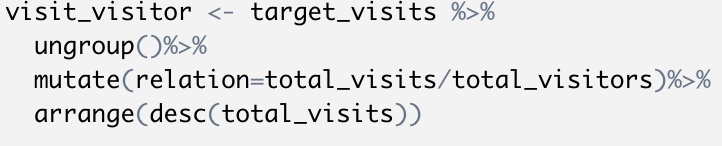 visit_visitor <- target_visits %>%
  ungroup()%>%
  mutate(relation=total_visits/total_visitors)%>%
  arrange(desc(total_visits))